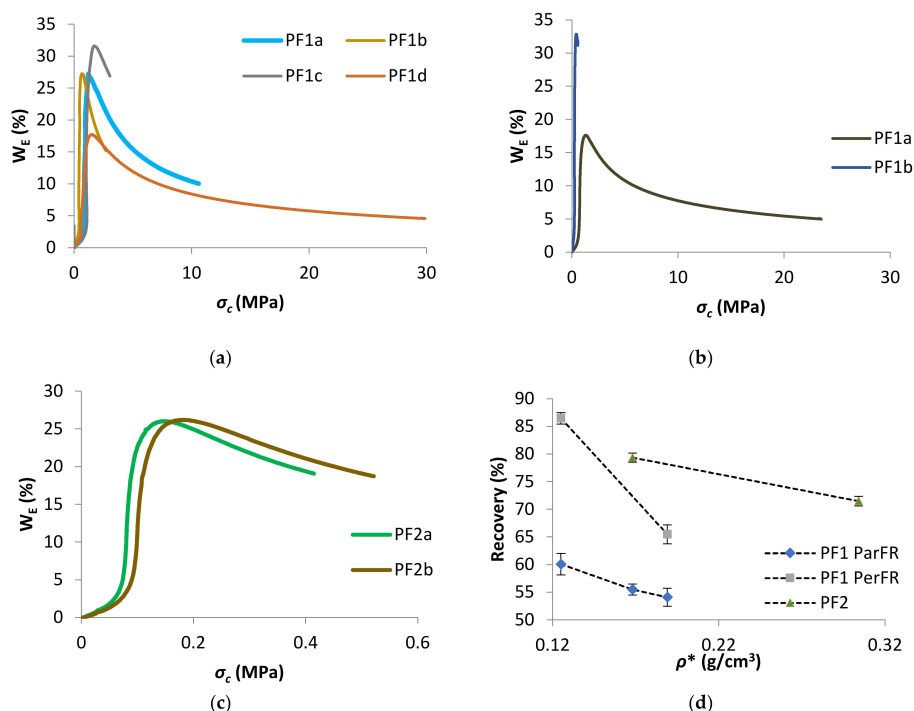 35
30
25
20
15
10
5
0
W_E (%)
PF1a
PF1b
PF1c
PF1d
0
10
20
30
σ_c (MPa)
(a)
35
30
25
20
15
10
5
0
W_E (%)
PF1a
PF1b
0
10
20
30
σ_c (MPa)
(b)
30
25
20
15
10
5
0
W_E (%)
PF2a
PF2b
0
0.2
0.4
0.6
σ_c (MPa)
(c)
90
85
80
75
70
65
60
55
50
Recovery (%)
PF1 ParFR
PF1 PerFR
PF2
0.12
0.22
0.32
ρ* (g/cm³)
(d)